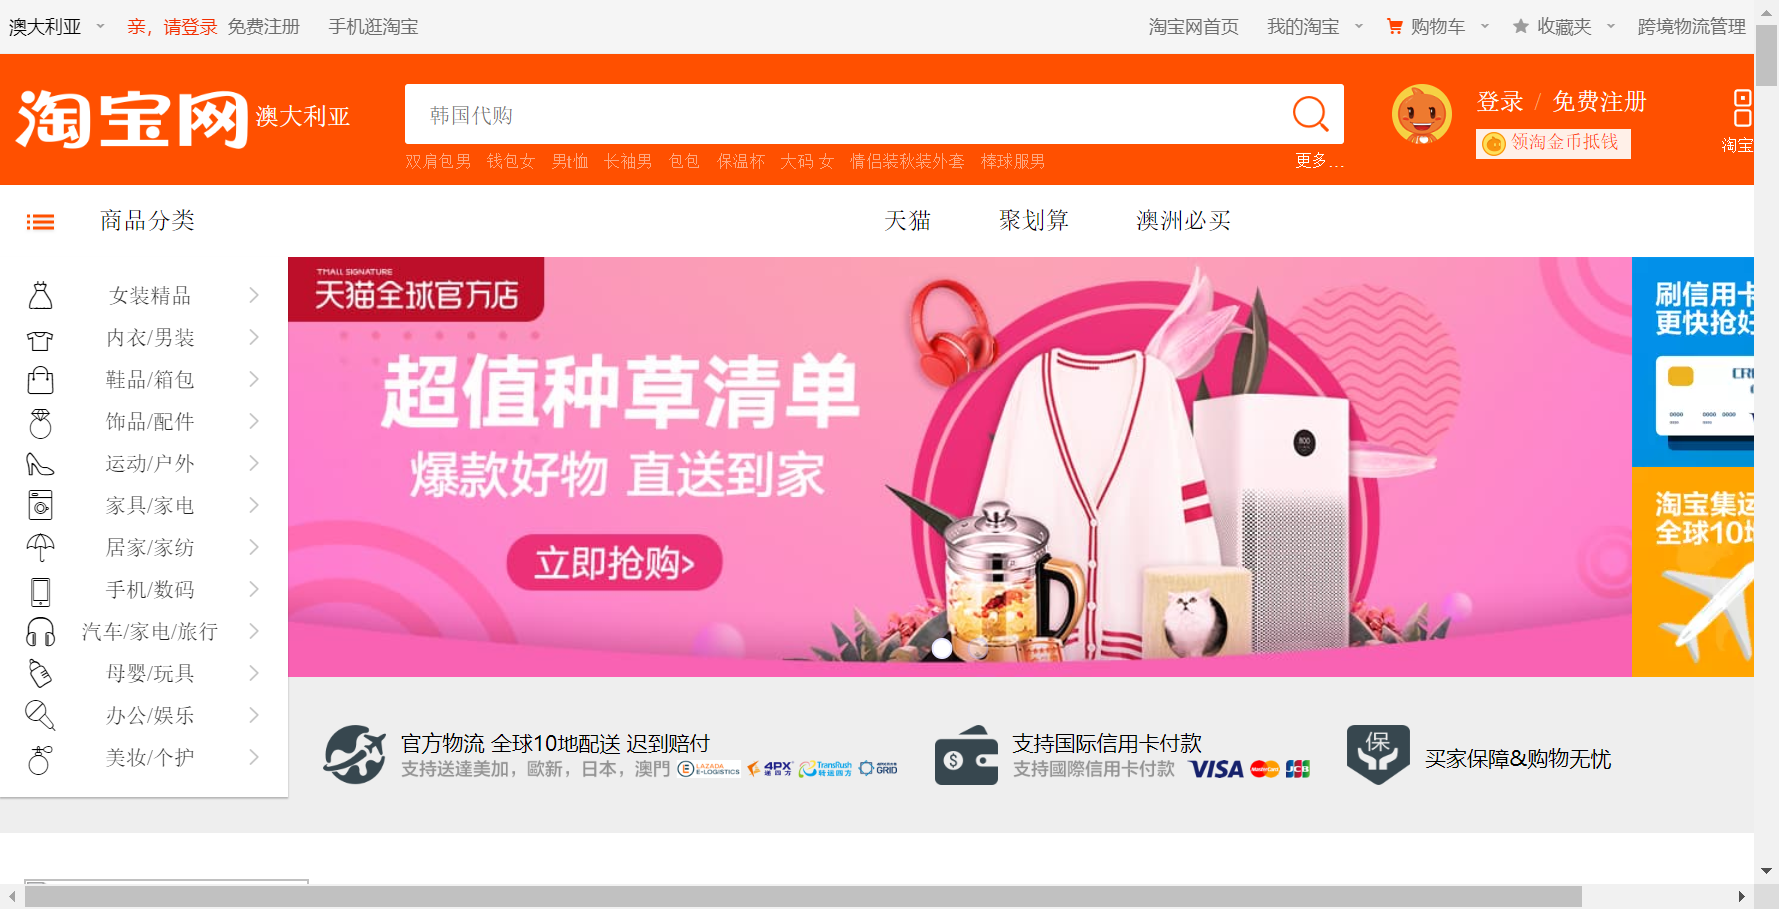 澳大利亚 亲，请登录 免费注册 手机逛淘宝 淘宝网首页 我的淘宝 购物车 收藏夹 跨境物流管理
淘宝网 澳大利亚
韩国代购
登录 / 免费注册
领淘金币抵钱
淘宝
双肩包男 钱包女 男t恤 长袖男 包包 保温杯 大码 女 情侣装秋装外套 棒球服男 更多...
商品分类 天猫 聚划算 澳洲必买
女装精品
内衣/男装
鞋品/箱包
饰品/配件
运动/户外
家具/家电
居家/家纺
手机/数码
汽车/家电/旅行
母婴/玩具
办公/娱乐
美妆/个护
TMALL SIGNATURE
天猫全球官方店
超值种草清单
爆款好物 直送到家
立即抢购>
刷信用卡
更快抢好
CRE
淘宝集运
全球10地
官方物流 全球10地配送 迟到赔付
支持送達美加，歐新，日本，澳門 LAZADA E-LOGISTICS 4PX 递四方 TransRush 转运四方 GRID
支持国际信用卡付款
支持國際信用卡付款 VISA MasterCard JCB
保
买家保障&购物无忧